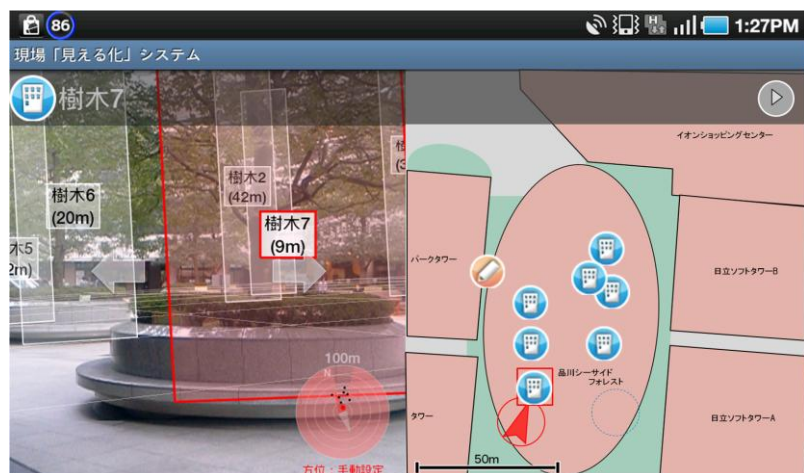 86
H
1:27PM
現場「見える化」システム
樹木7
イオンショッピングセンター
樹木2
(42m)
樹木6
(20m)
樹木7
(9m)
パークタワー
日立ソフトタワーB
100m
N
品川シーサイド
フォレスト
タワー
日立ソフトタワーA
50m
方位:手動設定